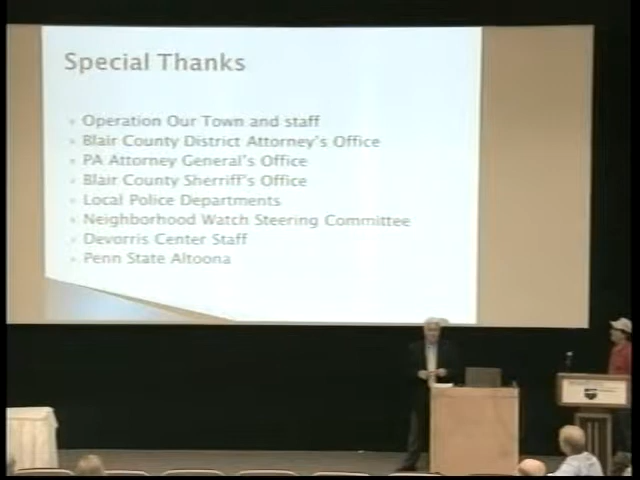 Special Thanks
Operation Our Town and staff
Blair County District Attorney's Office
PA Attorney General's Office
Blair County Sherriff's Office
Local Police Departments
Neighborhood Watch Steering Committee
Devorris Center Staff
Penn State Altoona